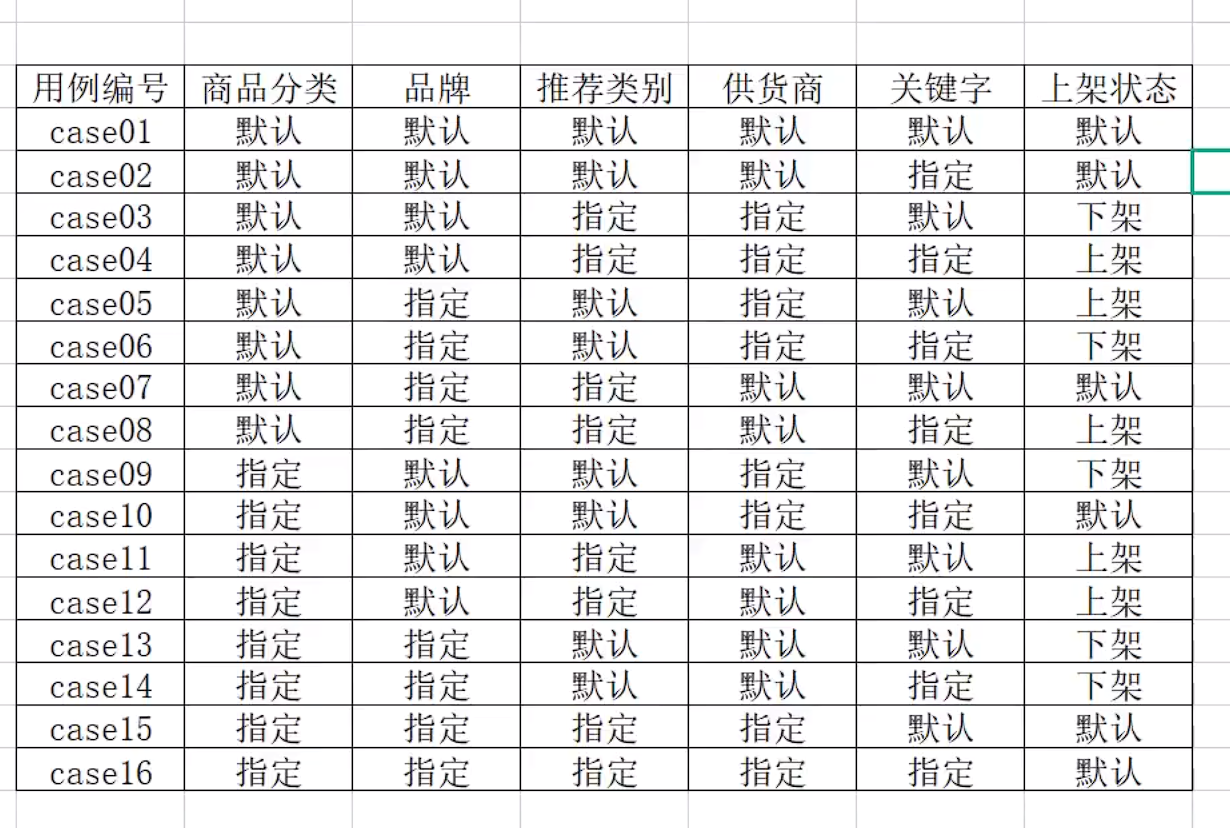 用例编号 商品分类 品牌 推荐类别 供货商 关键字 上架状态
case01 默认 默认 默认 默认 默认 默认
case02 默认 默认 默认 默认 指定 默认
case03 默认 默认 指定 指定 默认 下架
case04 默认 默认 指定 指定 指定 上架
case05 默认 指定 默认 指定 默认 上架
case06 默认 指定 默认 指定 指定 下架
case07 默认 指定 指定 默认 默认 默认
case08 默认 指定 指定 默认 指定 上架
case09 指定 默认 默认 指定 默认 下架
case10 指定 默认 默认 指定 指定 默认
case11 指定 默认 指定 默认 默认 上架
case12 指定 默认 指定 默认 指定 上架
case13 指定 指定 默认 默认 默认 下架
case14 指定 指定 默认 默认 指定 下架
case15 指定 指定 指定 指定 默认 默认
case16 指定 指定 指定 指定 指定 默认